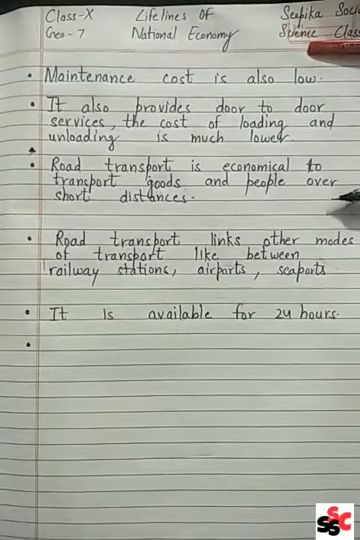 Class-X Lifelines Of Seepika Social
Geo-7 National Economy Science Class
• Maintenance cost is also low.
• It also provides door to door
services, the cost of loading and
unloading is much lower.
• Road transport is economical to
transport goods and people over
short distances.
• Road transport links other modes
of transport like between
railway stations, airports, seaports.
• It Is available for 24 hours.
•
SSC